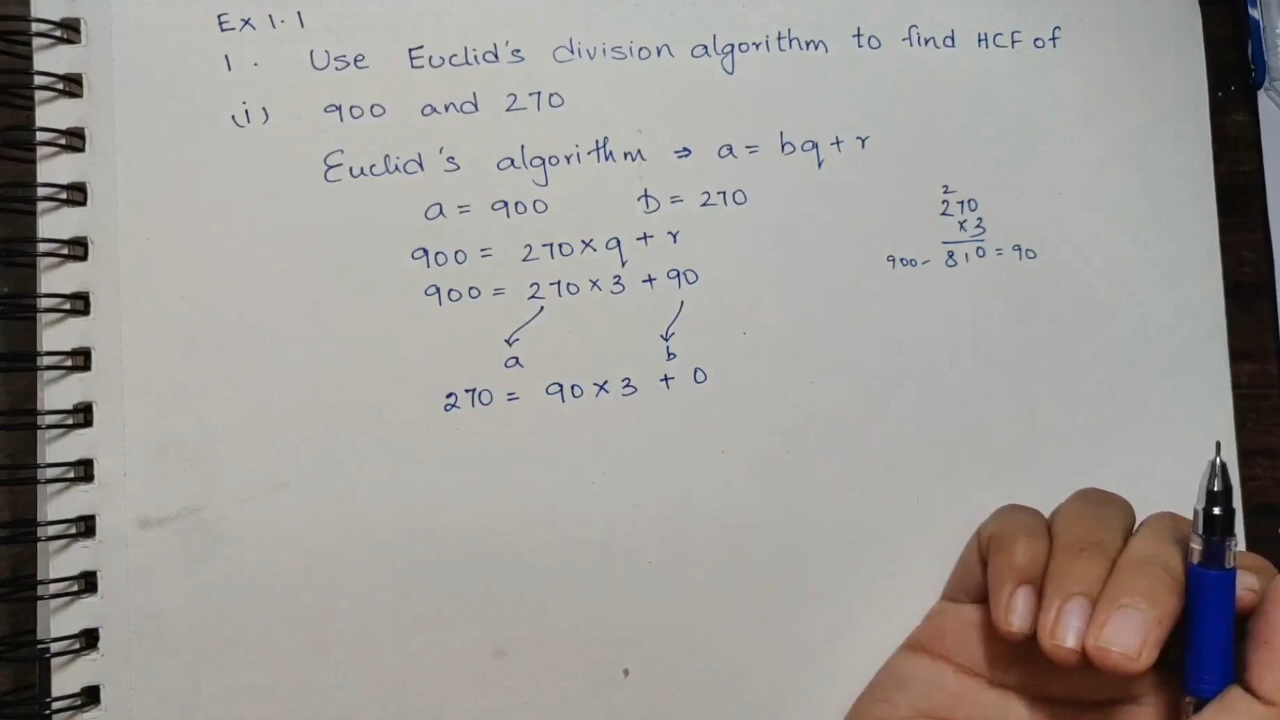 Ex 1.1
1. Use Euclid's division algorithm to find HCF of
(i) 900 and 270
Euclid's algorithm ⇒ a = bq + r
a = 900 b = 270
900 = 270 × q + r
900 = 270 × 3 + 90
a b
270 = 90 × 3 + 0
2
270
×3
900 - 810 = 90